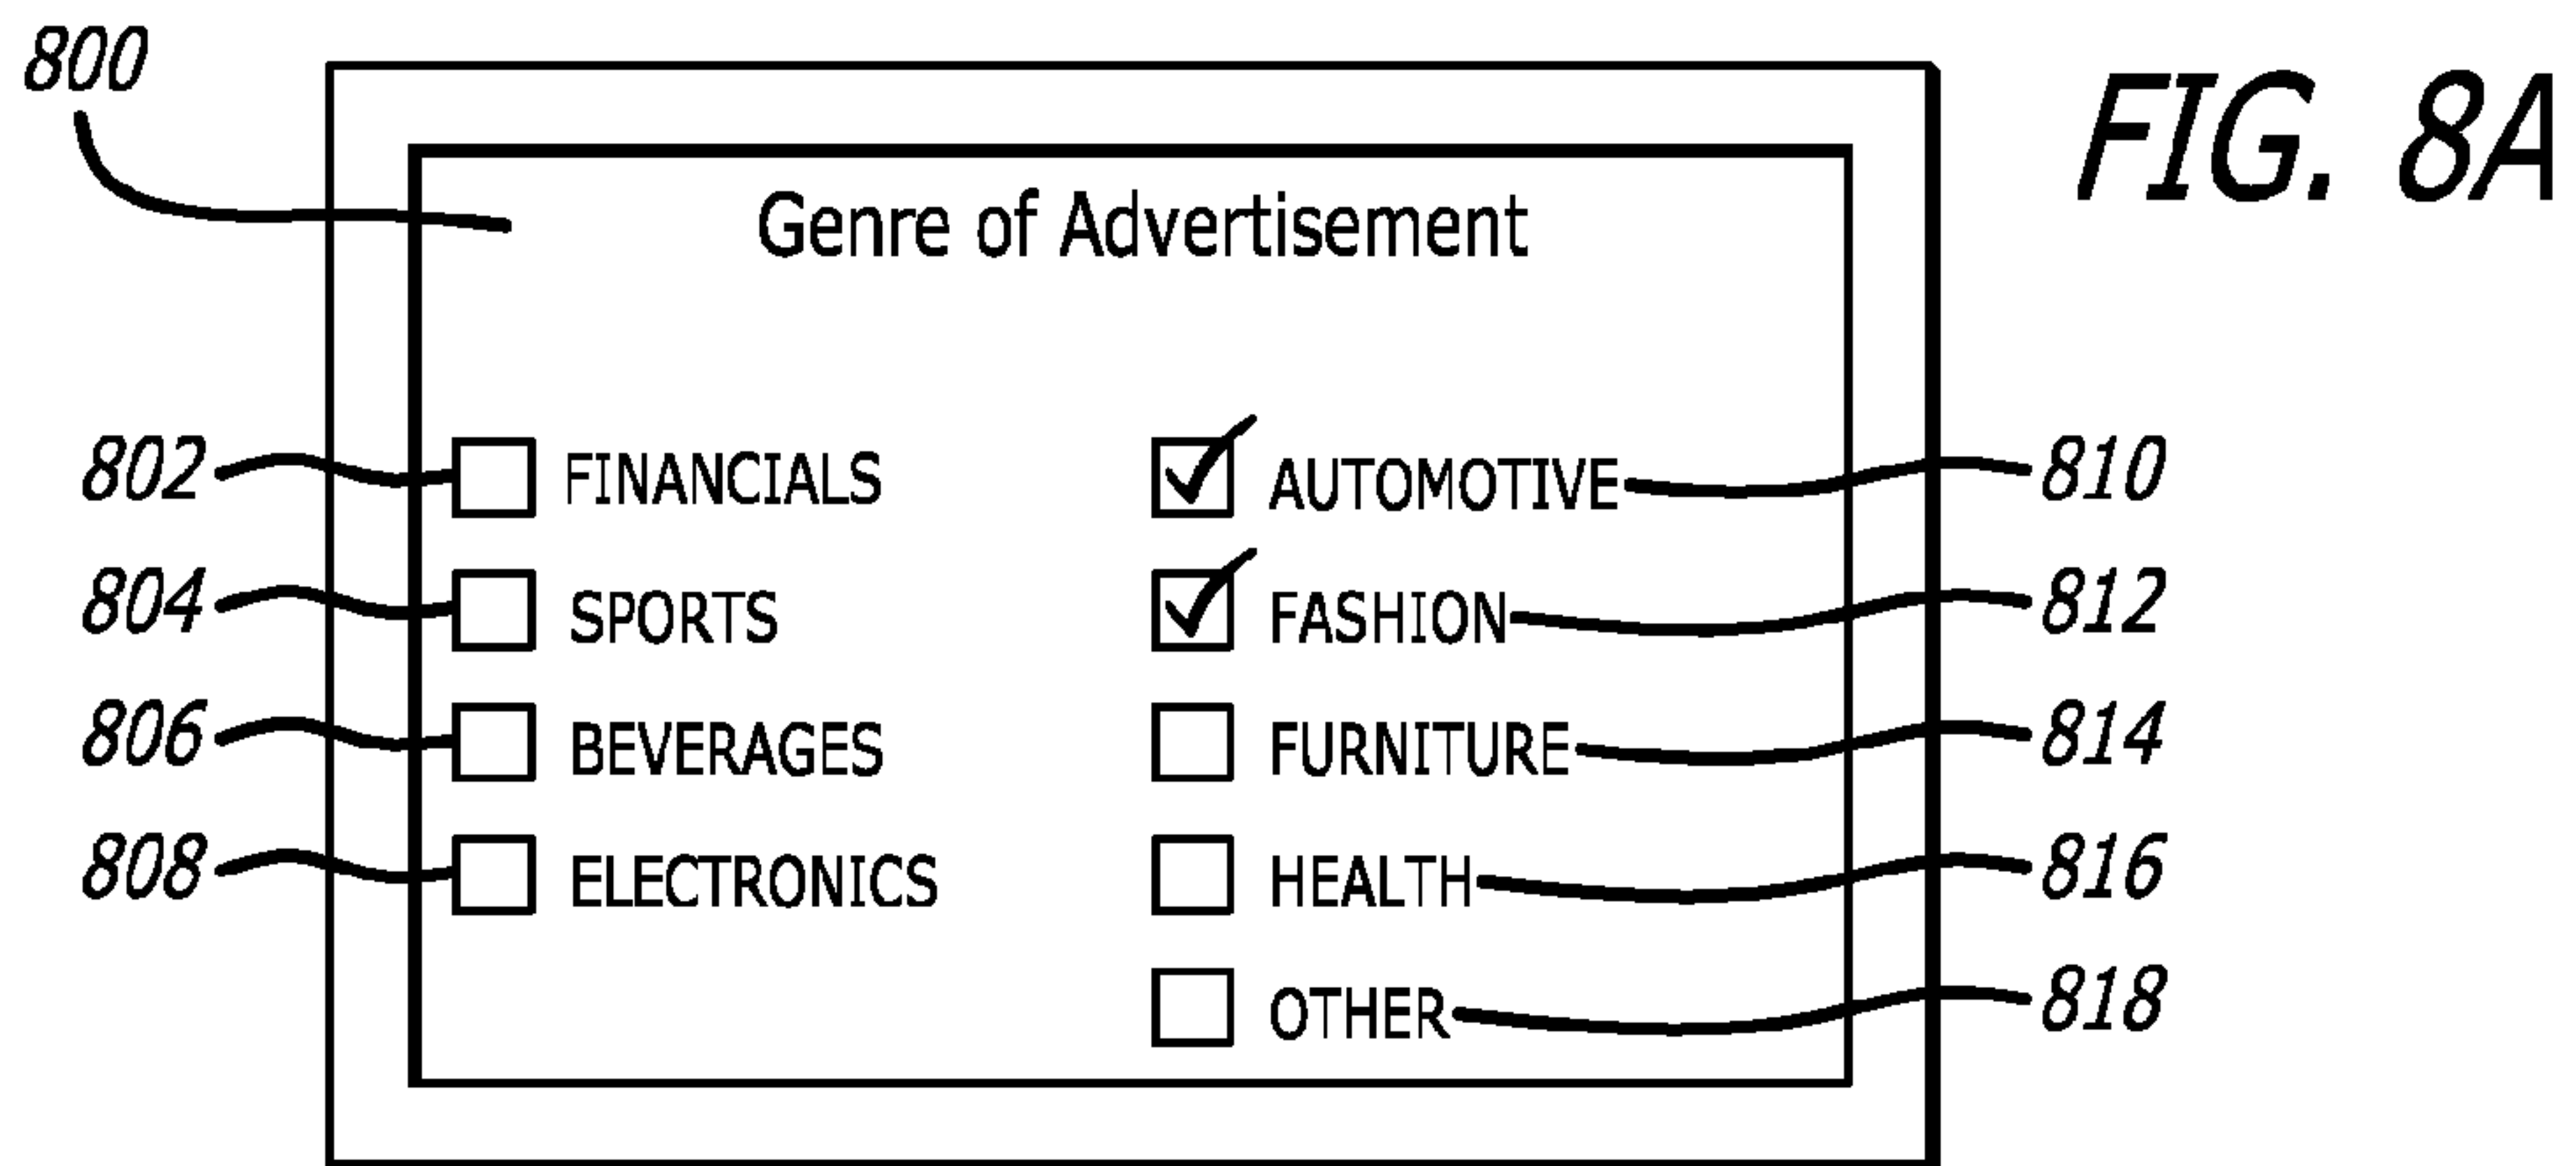 800
FIG. 8A
Genre of Advertisement
802 FINANCIALS AUTOMOTIVE 810
804 SPORTS FASHION 812
806 BEVERAGES FURNITURE 814
808 ELECTRONICS HEALTH 816
OTHER 818